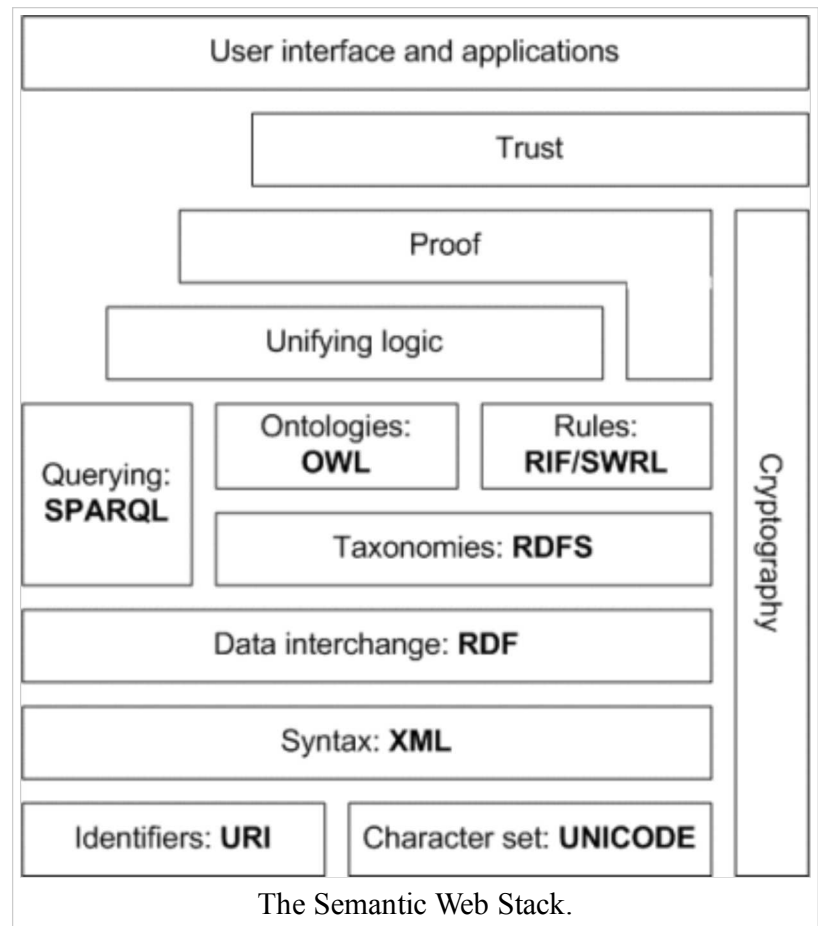 User interface and applications
Trust
Proof
Unifying logic
Querying:
SPARQL
Ontologies:
OWL
Rules:
RIF/SWRL
Taxonomies: RDFS
Cryptography
Data interchange: RDF
Syntax: XML
Identifiers: URI
Character set: UNICODE
The Semantic Web Stack.